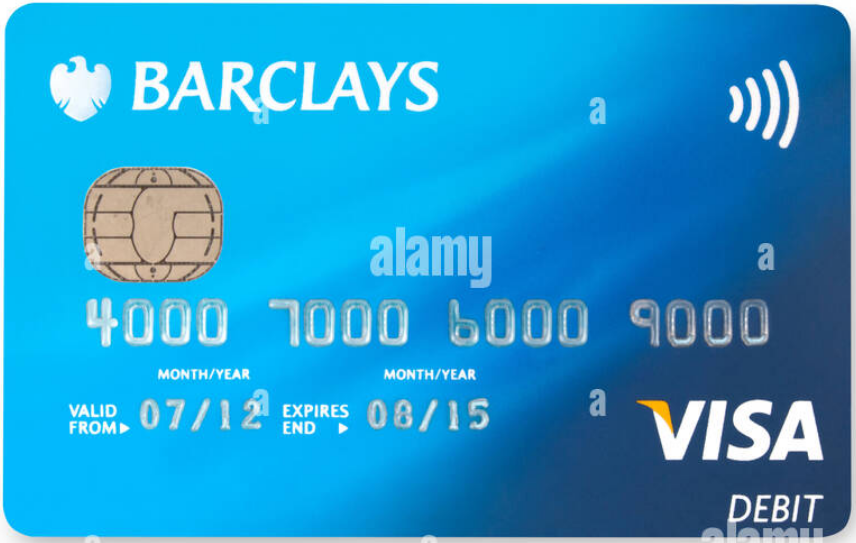 BARCLAYS
4000 7000 6000 9000
MONTH/YEAR MONTH/YEAR
VALID FROM▶ 07/12 EXPIRES END ▶ 08/15
VISA
DEBIT
a a
alamy a
a a
a a alamy